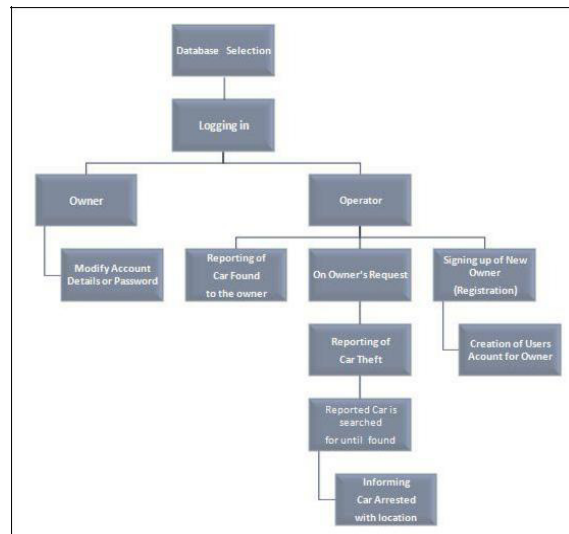 Database Selection
Logging in
Owner
Operator
Modify Account
Details or Password
Reporting of
Car Found
to the owner
On Owner's Request
Signing up of New
Owner
(Registration)
Reporting of
Car Theft
Creation of Users
Acount for Owner
Reported Car is
searched
for until found
Informing
Car Arrested
with location